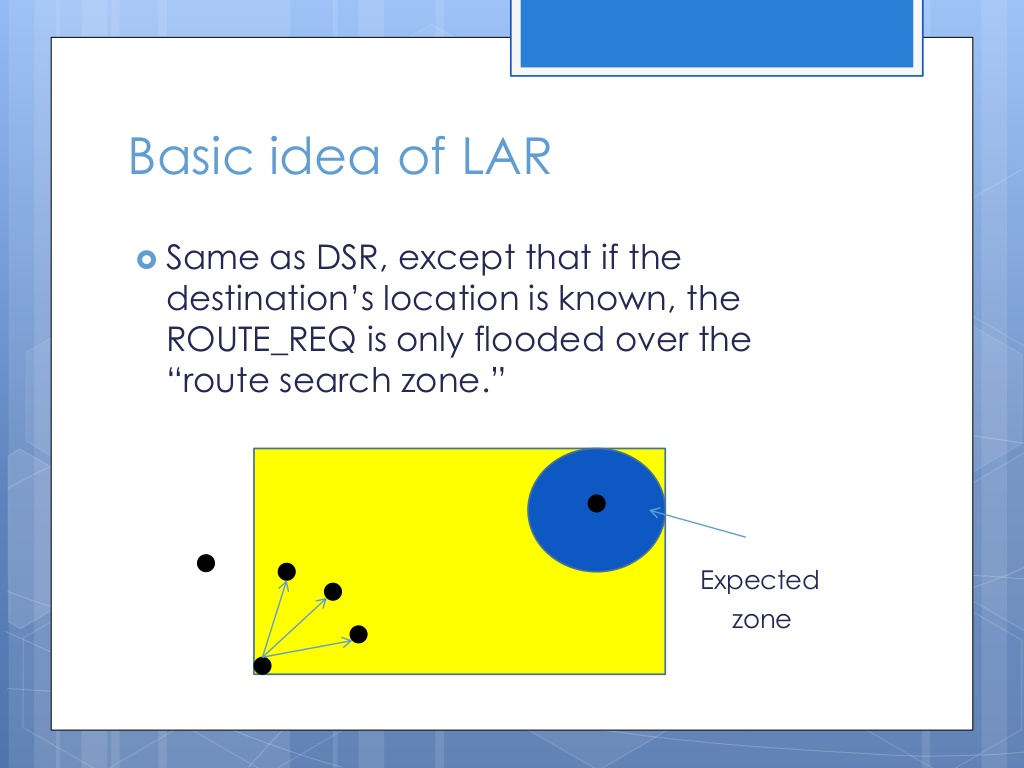 Basic idea of LAR
Same as DSR, except that if the
destination’s location is known, the
ROUTE_REQ is only flooded over the
“route search zone.”
Expected
zone